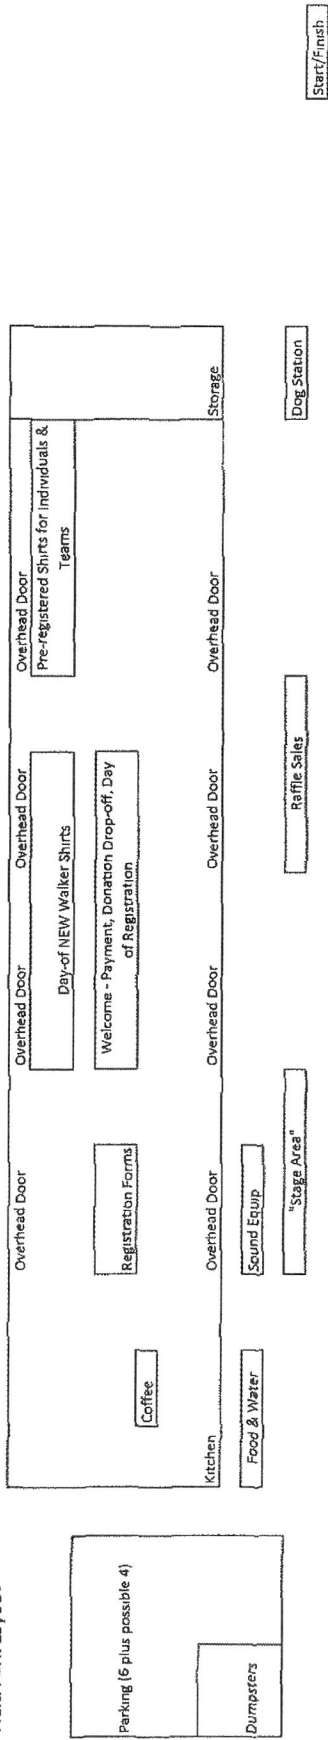 Parking (6 plus possible 4)
Dumpsters
Overhead Door
Overhead Door
Overhead Door
Overhead Door
Day-of NEW Walker Shirts
Pre-registered Shirts for Individuals &
Teams
Registration Forms
Welcome - Payment, Donation Drop-off, Day
of Registration
Coffee
Kitchen
Overhead Door
Overhead Door
Overhead Door
Overhead Door
Storage
Food & Water
Sound Equip
"Stage Area"
Raffle Sales
Dog Station
Start/Finish